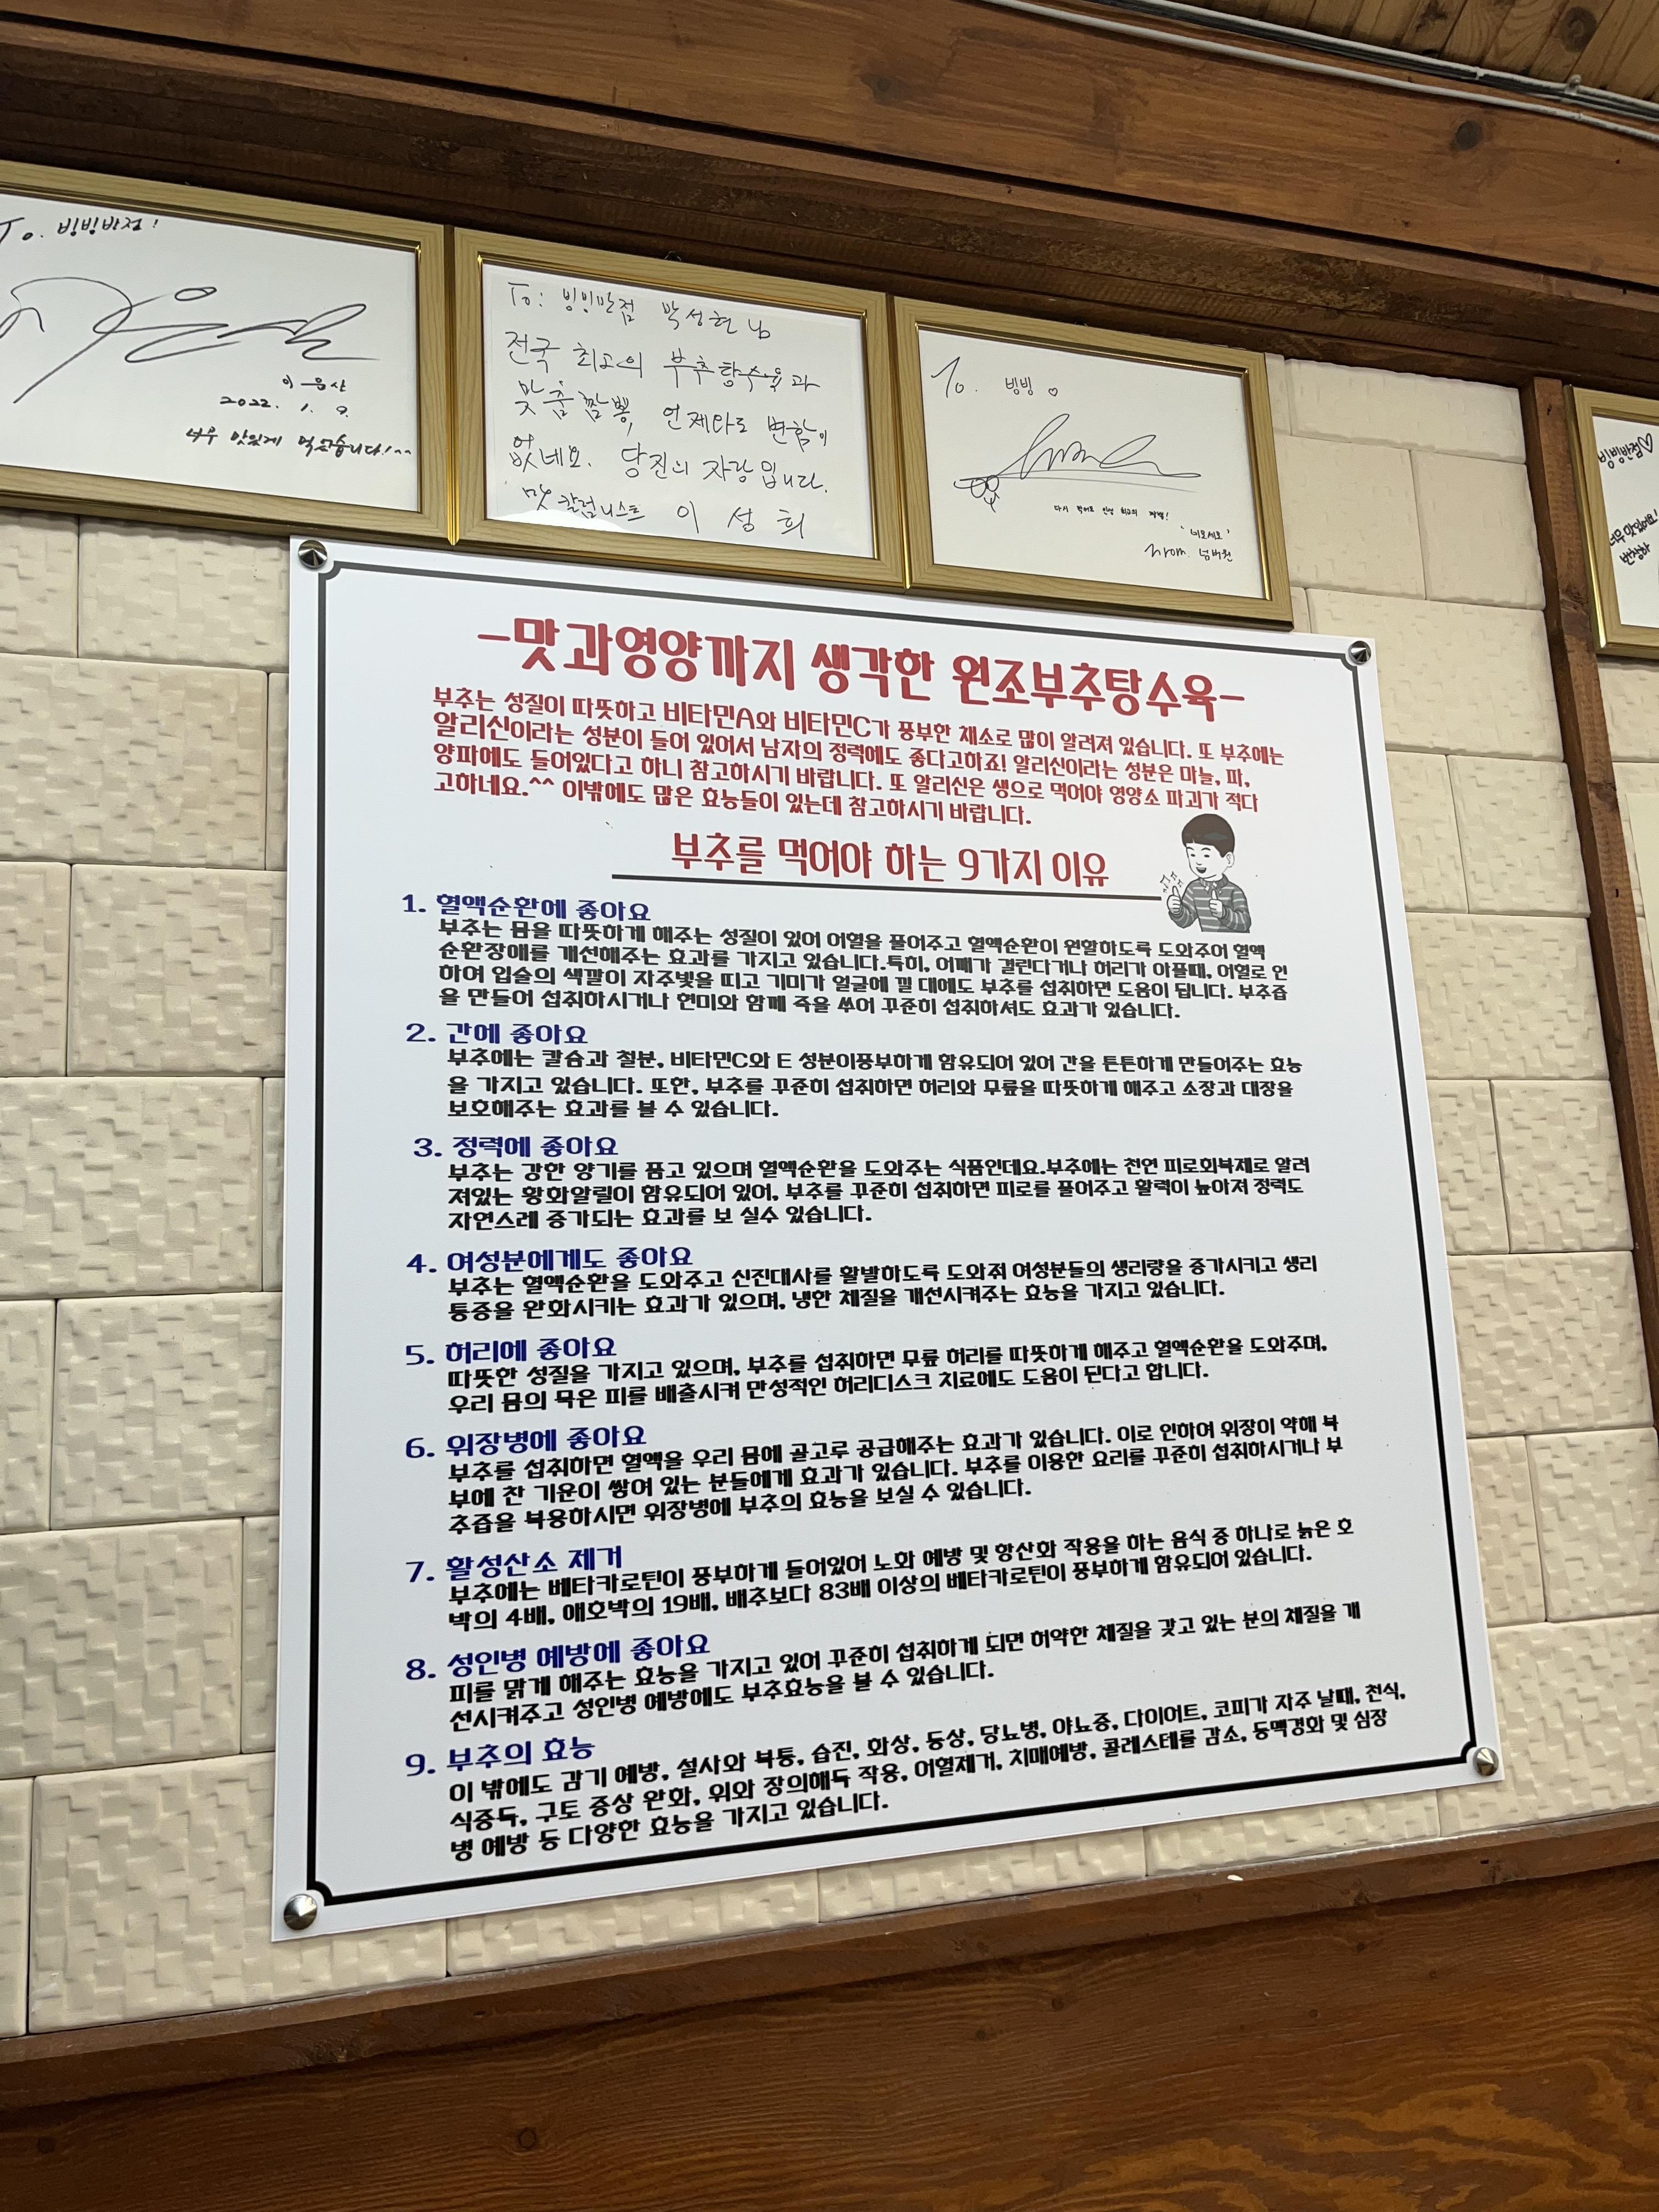 To. 빙빙반점!
이용산
2022. 1. 9.
너무 맛있게 먹었습니다!^^
To: 빙빙반점 박성현 님
전국 최고의 부추탕수육과
맞춤짬뽕, 언제라도 변함이
없네요. 당진의 자랑입니다.
맛 칼럼니스트 이성희
To. 빙빙♡
다시 먹어도 인생 최고의 짬뽕!
'네모세모'
from. 넘버원
빙빙반점♡
너무 맛있어요!
-맛과영양까지 생각한 원조부추탕수육-
부추는 성질이 따뜻하고 비타민A와 비타민C가 풍부한 채소로 많이 알려져 있습니다. 또 부추에는
알리신이라는 성분이 들어 있어서 남자의 정력에도 좋다고하죠! 알리신이라는 성분은 마늘, 파,
양파에도 들어있다고 하니 참고하시기 바랍니다. 또 알리신은 생으로 먹어야 영양소 파괴가 적다
고하네요.^^ 이밖에도 많은 효능들이 있는데 참고하시기 바랍니다.
부추를 먹어야 하는 9가지 이유
1. 혈액순환에 좋아요
부추는 몸을 따뜻하게 해주는 성질이 있어 어혈을 풀어주고 혈액순환이 원할하도록 도와주어 혈액
순환장애를 개선해주는 효과를 가지고 있습니다.특히, 어깨가 결린다거나 허리가 아플때, 어혈로 인
하여 입술의 색깔이 자주빛을 띠고 기미가 얼굴에 낄 대에도 부추를 섭취하면 도움이 됩니다. 부추즙
을 만들어 섭취하시거나 현미와 함께 죽을 쑤어 꾸준히 섭취하셔도 효과가 있습니다.
2. 간에 좋아요
부추에는 칼슘과 철분, 비타민C와 E 성분이풍부하게 함유되어 있어 간을 튼튼하게 만들어주는 효능
을 가지고 있습니다. 또한, 부추를 꾸준히 섭취하면 허리와 무릎을 따뜻하게 해주고 소장과 대장을
보호해주는 효과를 볼 수 있습니다.
3. 정력에 좋아요
부추는 강한 양기를 품고 있으며 혈액순환을 도와주는 식품인데요.부추에는 천연 피로회복제로 알려
져있는 황화알릴이 함유되어 있어, 부추를 꾸준히 섭취하면 피로를 풀어주고 활력이 높아져 정력도
자연스레 증가되는 효과를 보 실수 있습니다.
4. 여성분에게도 좋아요
부추는 혈액순환을 도와주고 신진대사를 활발하도록 도와줘 여성분들의 생리량을 증가시키고 생리
통증을 완화시키는 효과가 있으며, 냉한 체질을 개선시켜주는 효능을 가지고 있습니다.
5. 허리에 좋아요
따뜻한 성질을 가지고 있으며, 부추를 섭취하면 무릎 허리를 따뜻하게 해주고 혈액순환을 도와주며,
우리 몸의 묵은 피를 배출시켜 만성적인 허리디스크 치료에도 도움이 된다고 합니다.
6. 위장병에 좋아요
부추를 섭취하면 혈액을 우리 몸에 골고루 공급해주는 효과가 있습니다. 이로 인하여 위장이 약해 복
부에 찬 기운이 쌓여 있는 분들에게 효과가 있습니다. 부추를 이용한 요리를 꾸준히 섭취하시거나 부
추즙을 복용하시면 위장병에 부추의 효능을 보실 수 있습니다.
7. 활성산소 제거
부추에는 베타카로틴이 풍부하게 들어있어 노화 예방 및 항산화 작용을 하는 음식 중 하나로 늙은 호
박의 4배, 애호박의 19배, 배추보다 83배 이상의 베타카로틴이 풍부하게 함유되어 있습니다.
8. 성인병 예방에 좋아요
피를 맑게 해주는 효능을 가지고 있어 꾸준히 섭취하게 되면 허약한 체질을 갖고 있는 분의 체질을 개
선시켜주고 성인병 예방에도 부추효능을 볼 수 있습니다.
9. 부추의 효능
이 밖에도 감기 예방, 설사와 복통, 습진, 화상, 동상, 당뇨병, 야뇨증, 다이어트, 코피가 자주 날때, 천식,
식중독, 구토 증상 완화, 위와 장의해독 작용, 어혈제거, 치매예방, 콜레스테롤 감소, 동맥경화 및 심장
병 예방 등 다양한 효능을 가지고 있습니다.